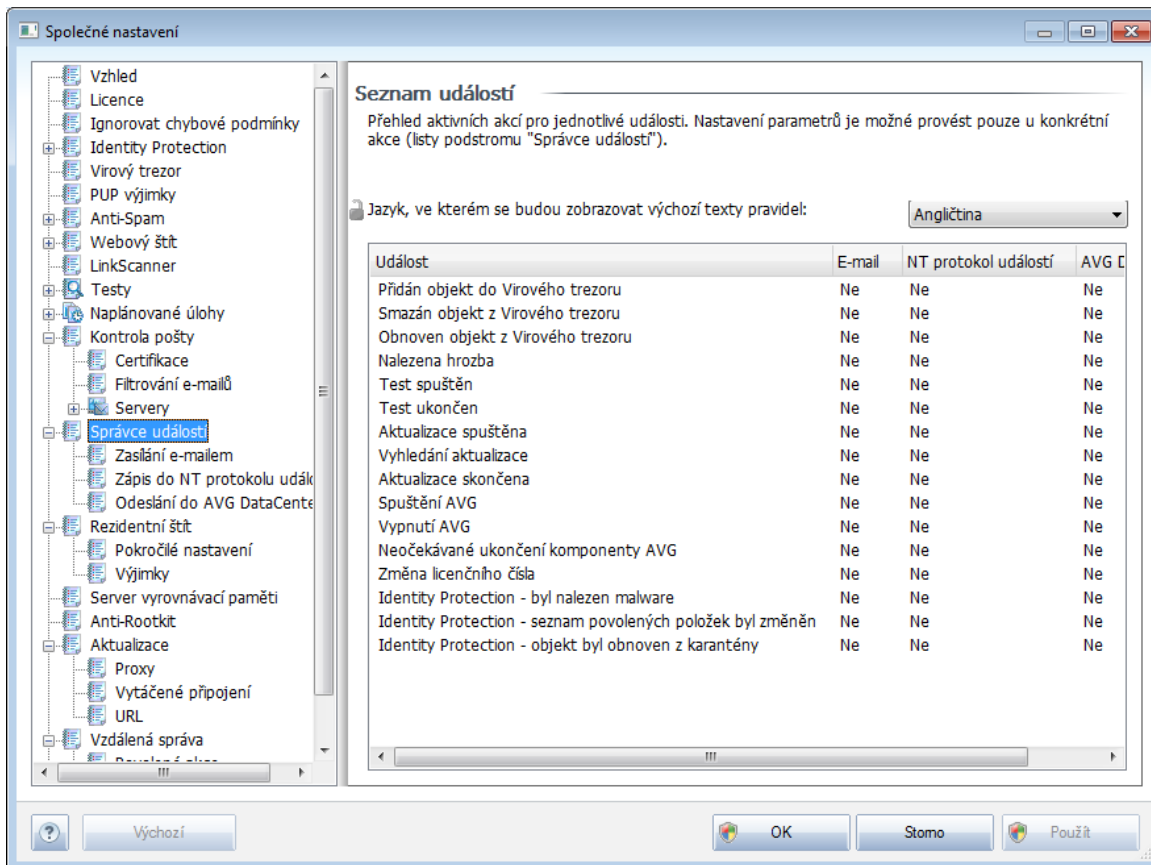 Společné nastavení
Vzhled
Licence
Ignorovat chybové podmínky
Identity Protection
Virový trezor
PUP výjimky
Anti-Spam
Webový štít
LinkScanner
Testy
Naplánované úlohy
Kontrola pošty
Certifikace
Filtrování e-mailů
Servery
Správce událostí
Zasílání e-mailem
Zápis do NT protokolu událo
Odeslání do AVG DataCente
Rezidentní štít
Pokročilé nastavení
Výjimky
Server vyrovnávací paměti
Anti-Rootkit
Aktualizace
Proxy
Vytáčené připojení
URL
Vzdálená správa
Seznam událostí
Přehled aktivních akcí pro jednotlivé události. Nastavení parametrů je možné provést pouze u konkrétní
akce (listy podstromu "Správce událostí").
Jazyk, ve kterém se budou zobrazovat výchozí texty pravidel: Angličtina
Událost E-mail NT protokol událostí AVG D
Přidán objekt do Virového trezoru Ne Ne Ne
Smazán objekt z Virového trezoru Ne Ne Ne
Obnoven objekt z Virového trezoru Ne Ne Ne
Nalezena hrozba Ne Ne Ne
Test spuštěn Ne Ne Ne
Test ukončen Ne Ne Ne
Aktualizace spuštěna Ne Ne Ne
Vyhledání aktualizace Ne Ne Ne
Aktualizace skončena Ne Ne Ne
Spuštění AVG Ne Ne Ne
Vypnutí AVG Ne Ne Ne
Neočekávané ukončení komponenty AVG Ne Ne Ne
Změna licenčního čísla Ne Ne Ne
Identity Protection - byl nalezen malware Ne Ne Ne
Identity Protection - seznam povolených položek byl změněn Ne Ne Ne
Identity Protection - objekt byl obnoven z karantény Ne Ne Ne
Výchozí
OK
Storno
Použít